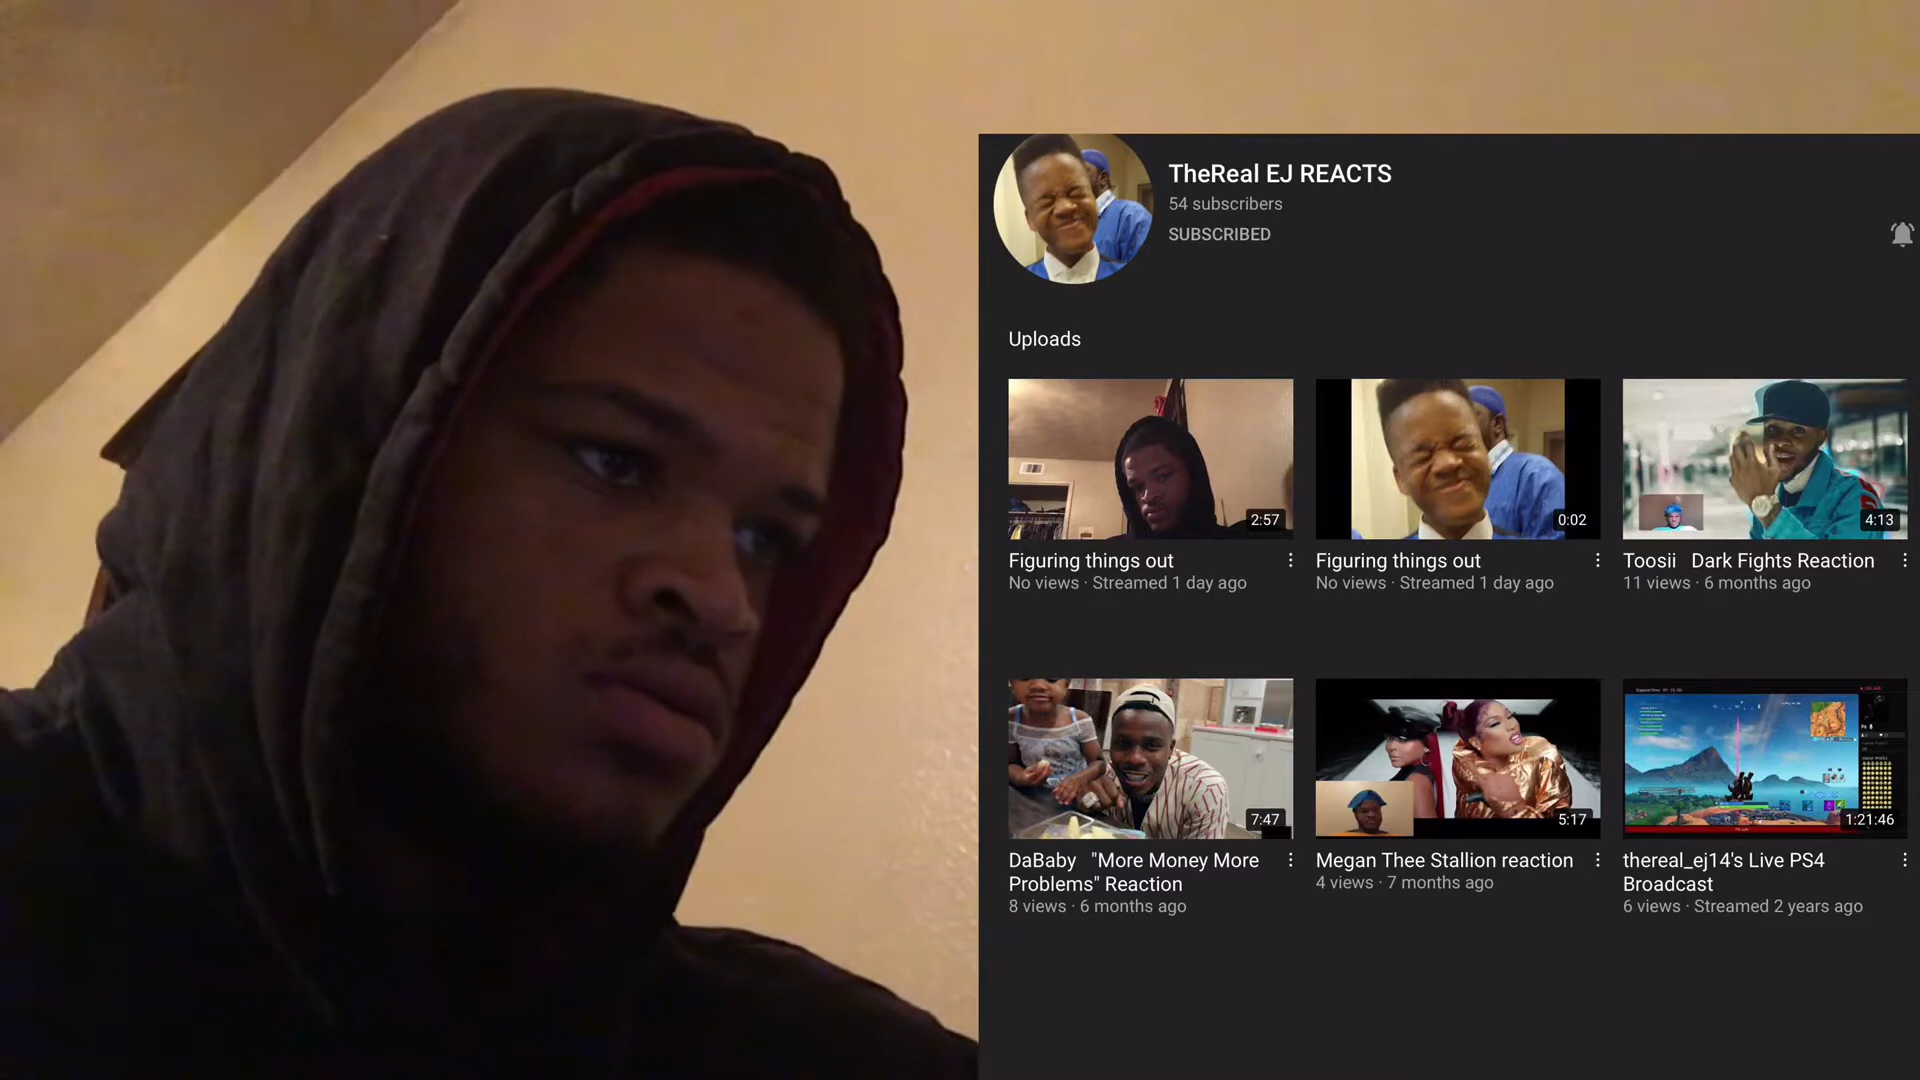 TheReal EJ REACTS
54 subscribers
SUBSCRIBED
Uploads
2:57
0:02
4:13
Figuring things out
No views · Streamed 1 day ago
Figuring things out
No views · Streamed 1 day ago
Toosii Dark Fights Reaction
11 views · 6 months ago
7:47
5:17
1:21:46
DaBaby "More Money More
Problems" Reaction
8 views · 6 months ago
Megan Thee Stallion reaction
4 views · 7 months ago
thereal_ej14's Live PS4
Broadcast
6 views · Streamed 2 years ago